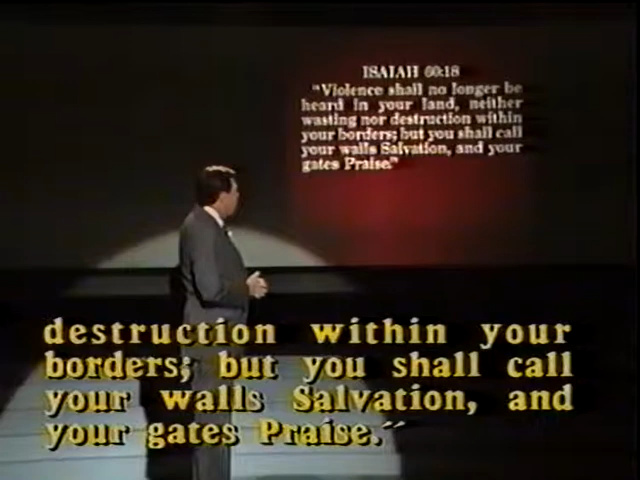 ISAIAH 60:18
"Violence shall no longer be
heard in your land, neither
wasting nor destruction within
your borders; but you shall call
your walls Salvation, and your
gates Praise."
destruction within your
borders; but you shall call
your walls Salvation, and
your gates Praise."